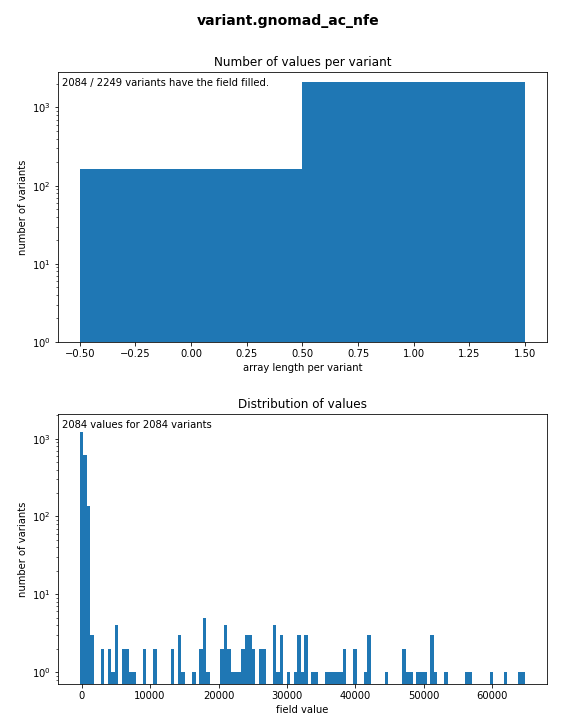 variant.gnomad_ac_nfe
Number of values per variant
2084 / 2249 variants have the field filled.
number of variants
10³
10²
10¹
10⁰
−0.50 −0.25 0.00 0.25 0.50 0.75 1.00 1.25 1.50
array length per variant
Distribution of values
2084 values for 2084 variants
number of variants
10³
10²
10¹
10⁰
0 10000 20000 30000 40000 50000 60000
field value